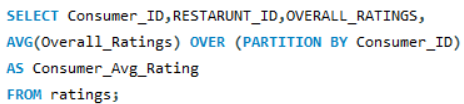 SELECT Consumer_ID,RESTARUNT_ID,OVERALL_RATINGS,
AVG(Overall_Ratings) OVER (PARTITION BY Consumer_ID)
AS Consumer_Avg_Rating
FROM ratings;